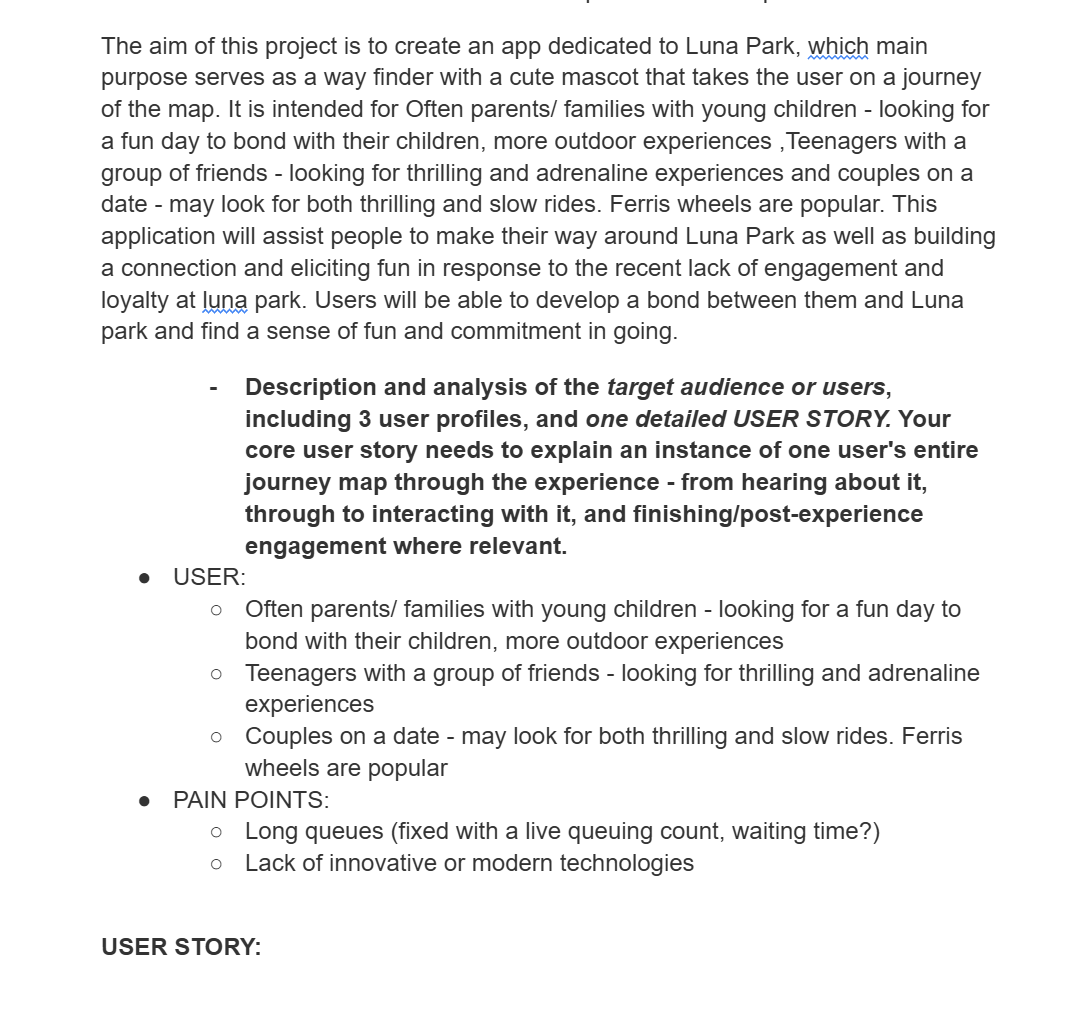 The aim of this project is to create an app dedicated to Luna Park, which main
purpose serves as a way finder with a cute mascot that takes the user on a journey
of the map. It is intended for Often parents/ families with young children - looking for
a fun day to bond with their children, more outdoor experiences ,Teenagers with a
group of friends - looking for thrilling and adrenaline experiences and couples on a
date - may look for both thrilling and slow rides. Ferris wheels are popular. This
application will assist people to make their way around Luna Park as well as building
a connection and eliciting fun in response to the recent lack of engagement and
loyalty at luna park. Users will be able to develop a bond between them and Luna
park and find a sense of fun and commitment in going.
- Description and analysis of the target audience or users,
including 3 user profiles, and one detailed USER STORY. Your
core user story needs to explain an instance of one user's entire
journey map through the experience - from hearing about it,
through to interacting with it, and finishing/post-experience
engagement where relevant.
● USER:
○ Often parents/ families with young children - looking for a fun day to
bond with their children, more outdoor experiences
○ Teenagers with a group of friends - looking for thrilling and adrenaline
experiences
○ Couples on a date - may look for both thrilling and slow rides. Ferris
wheels are popular
● PAIN POINTS:
○ Long queues (fixed with a live queuing count, waiting time?)
○ Lack of innovative or modern technologies
USER STORY: